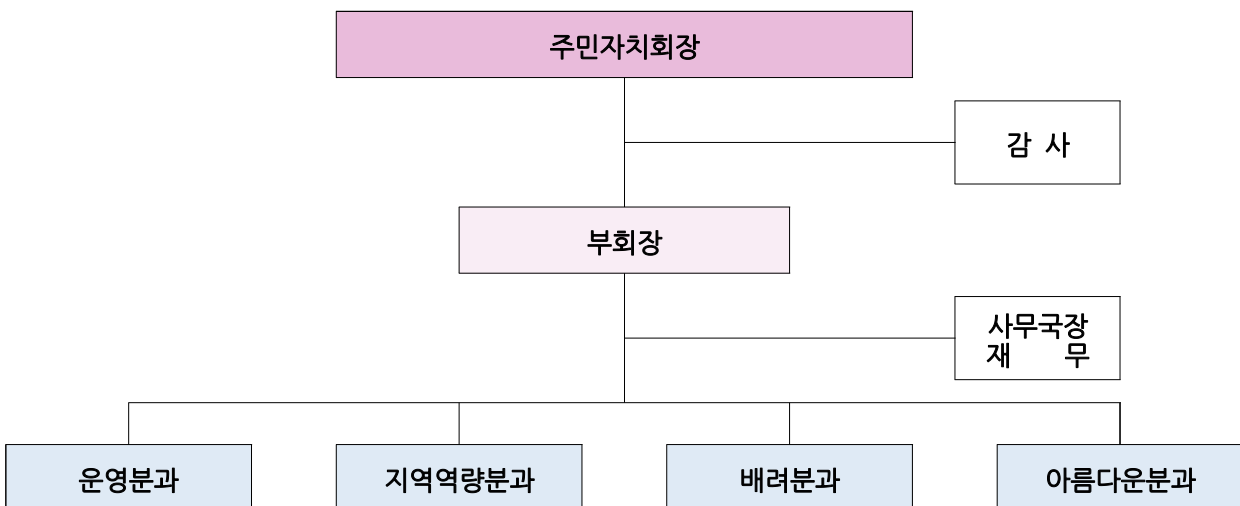 주민자치회장
감 사
부회장
사무국장
재 무
운영분과
지역역량분과
배려분과
아름다운분과